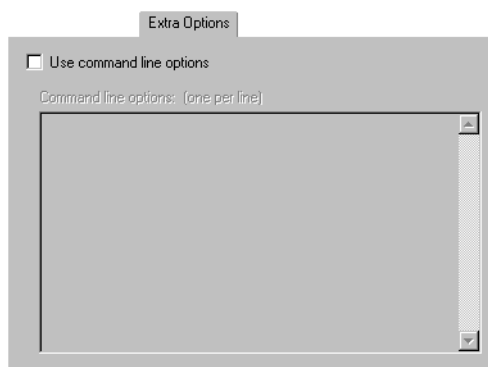 Extra Options
Use command line options
Command line options: (one per line)